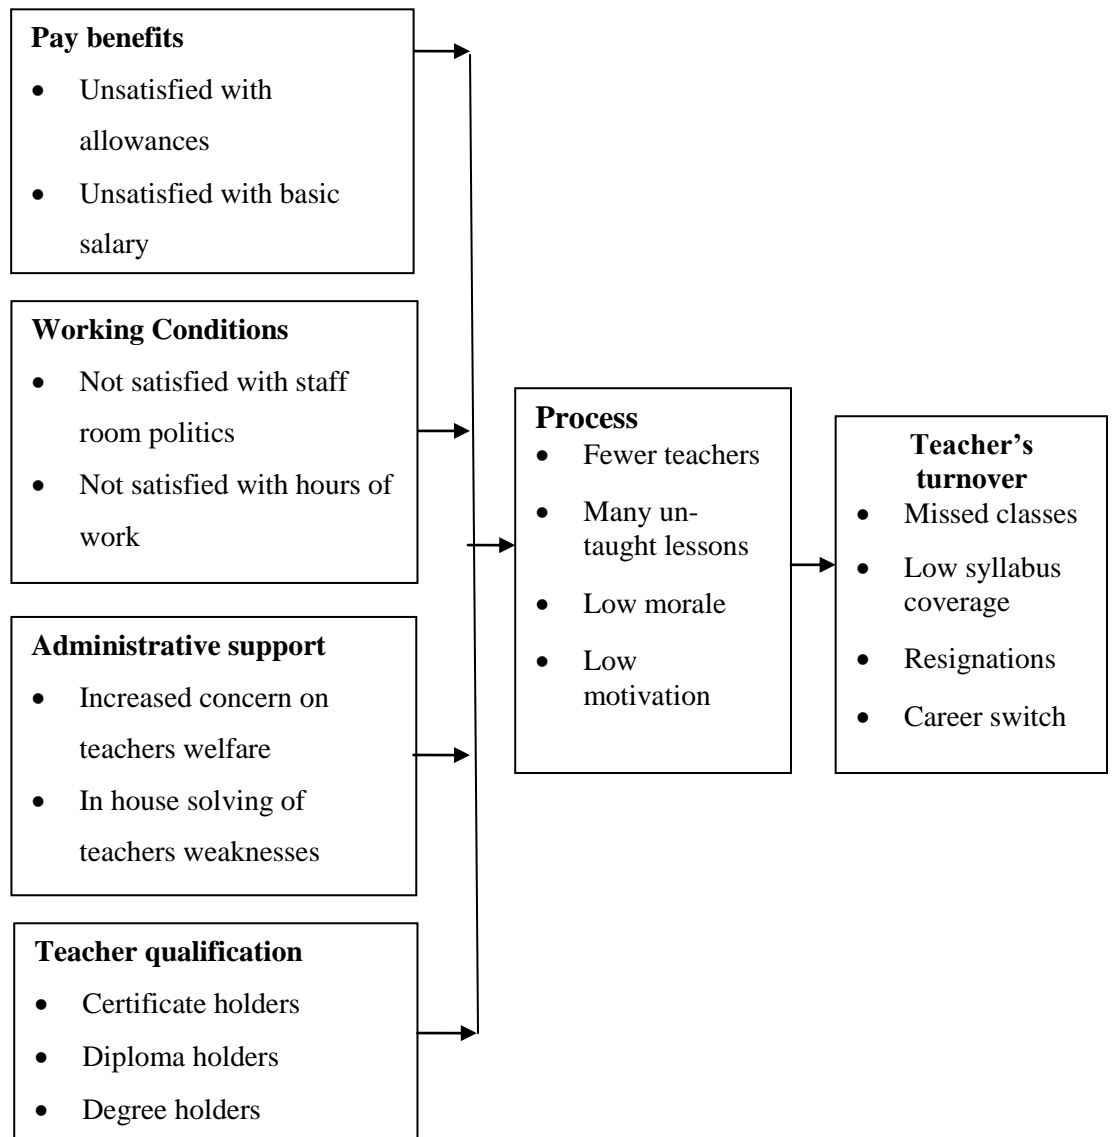 Pay benefits
• Unsatisfied with
allowances
• Unsatisfied with basic
salary
Working Conditions
• Not satisfied with staff
room politics
• Not satisfied with hours of
work
Administrative support
• Increased concern on
teachers welfare
• In house solving of
teachers weaknesses
Teacher qualification
• Certificate holders
• Diploma holders
• Degree holders
Process
• Fewer teachers
• Many un-
taught lessons
• Low morale
• Low
motivation
Teacher’s
turnover
• Missed classes
• Low syllabus
coverage
• Resignations
• Career switch